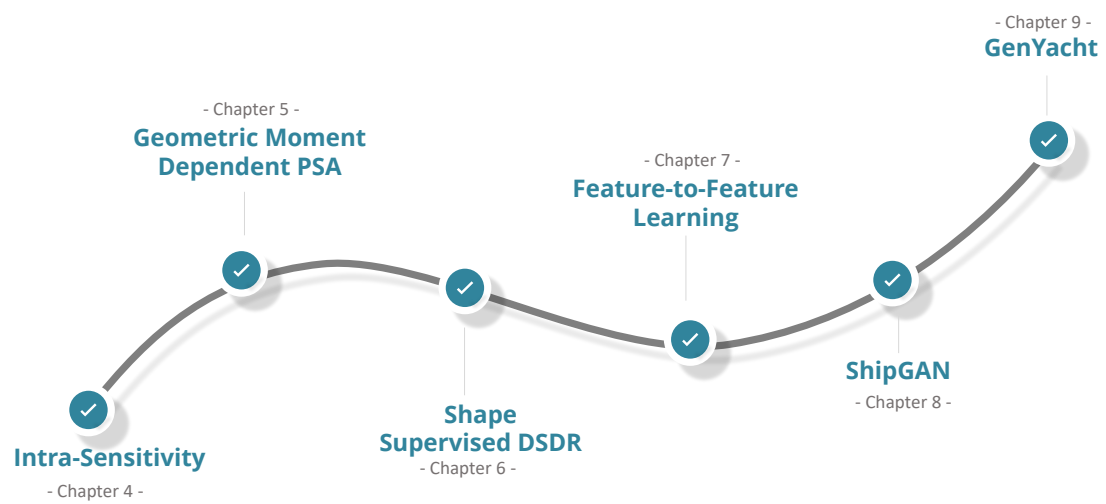 Intra-Sensitivity
- Chapter 4 -
- Chapter 5 -
Geometric Moment
Dependent PSA
Shape
Supervised DSDR
- Chapter 6 -
- Chapter 7 -
Feature-to-Feature
Learning
ShipGAN
- Chapter 8 -
- Chapter 9 -
GenYacht